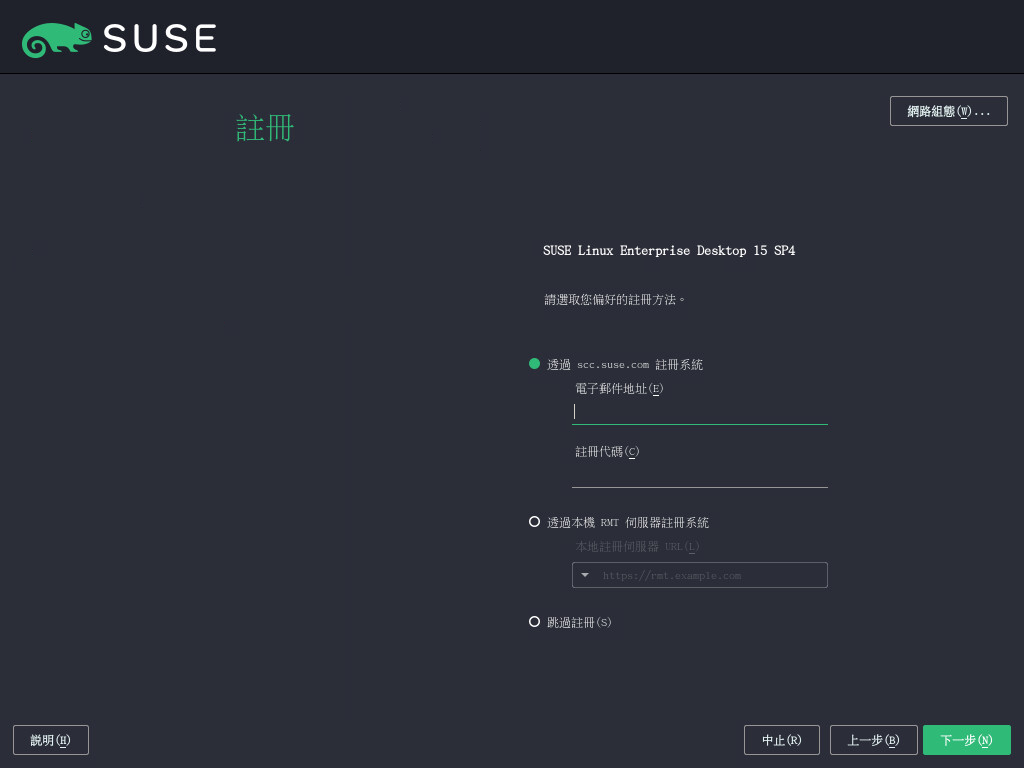 SUSE
網路組態(W)...
註冊
SUSE Linux Enterprise Desktop 15 SP4
請選取您偏好的註冊方法。
透過 scc.suse.com 註冊系統
電子郵件地址(E)
註冊代碼(C)
透過本機 RMT 伺服器註冊系統
本地註冊伺服器 URL(L)
https://rmt.example.com
跳過註冊(S)
説明(H)
中止(R)
上一步(B)
下一步(N)